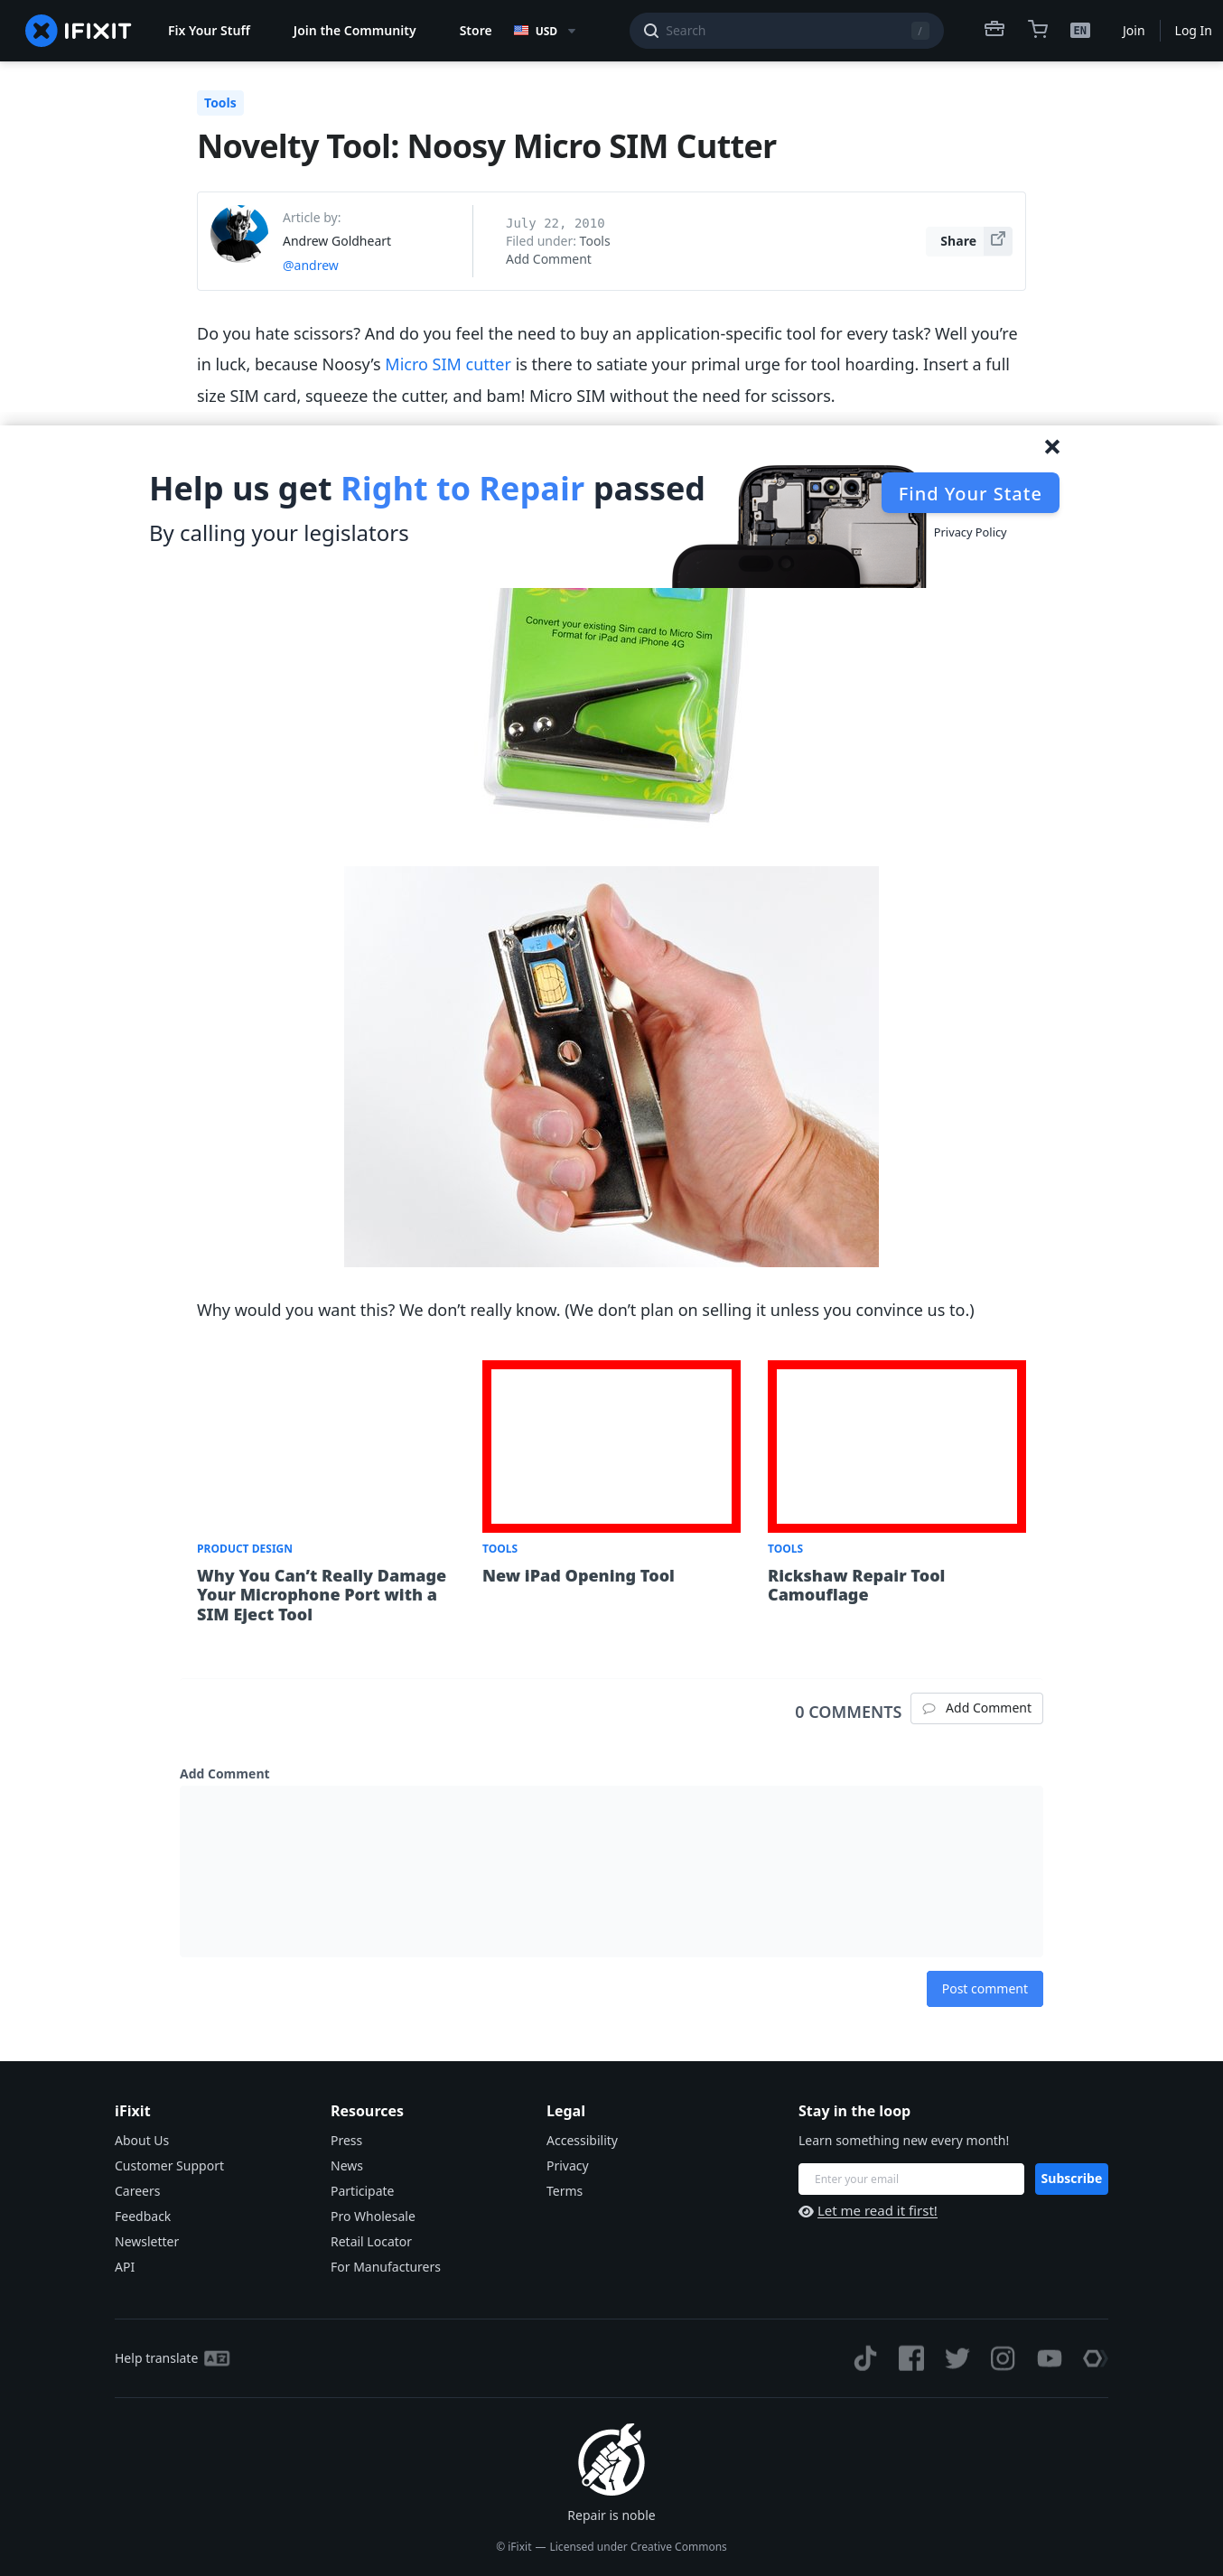 IFIXIT
Fix Your Stuff
Join the Community
Store
USD
Search
/
EN
Join
Log In
Tools
Novelty Tool: Noosy Micro SIM Cutter
Article by:
Andrew Goldheart
@andrew
July 22, 2010
Filed under: Tools
Add Comment
Share
Do you hate scissors? And do you feel the need to buy an application-specific tool for every task? Well you’re
in luck, because Noosy’s Micro SIM cutter is there to satiate your primal urge for tool hoarding. Insert a full
size SIM card, squeeze the cutter, and bam! Micro SIM without the need for scissors.
Help us get Right to Repair passed
By calling your legislators
Find Your State
Privacy Policy
Convert your existing Sim card to Micro Sim
Format for iPad and iPhone 4G
Why would you want this? We don’t really know. (We don’t plan on selling it unless you convince us to.)
PRODUCT DESIGN
Why You Can’t Really Damage
Your Microphone Port with a
SIM Eject Tool
TOOLS
New iPad Opening Tool
TOOLS
Rickshaw Repair Tool
Camouflage
0 COMMENTS
Add Comment
Add Comment
Post comment
iFixit
About Us
Customer Support
Careers
Feedback
Newsletter
API
Resources
Press
News
Participate
Pro Wholesale
Retail Locator
For Manufacturers
Legal
Accessibility
Privacy
Terms
Stay in the loop
Learn something new every month!
Enter your email
Subscribe
Let me read it first!
Help translate
Repair is noble
© iFixit — Licensed under Creative Commons